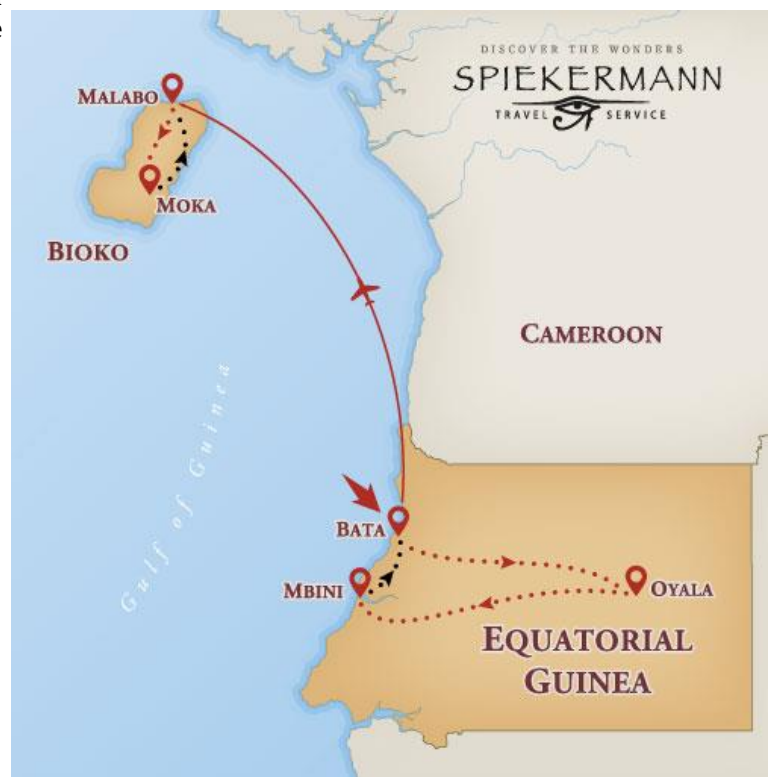 DISCOVER THE WONDERS
SPIEKERMANN
TRAVEL SERVICE
MALABO
MOKA
BIOKO
CAMEROON
Gulf of Guinea
BATA
MBINI
OYALA
EQUATORIAL
GUINEA